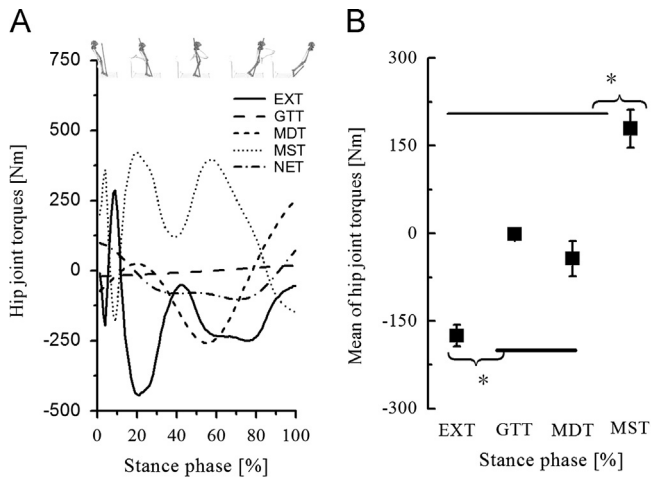 A
B
750
500
250
0
-250
-500
Hip joint torques [Nm]
EXT
GTT
MDT
MST
NET
0 20 40 60 80 100
Stance phase [%]
300
150
0
-150
-300
Mean of hip joint torques [Nm]
*
*
EXT GTT MDT MST
Stance phase [%]